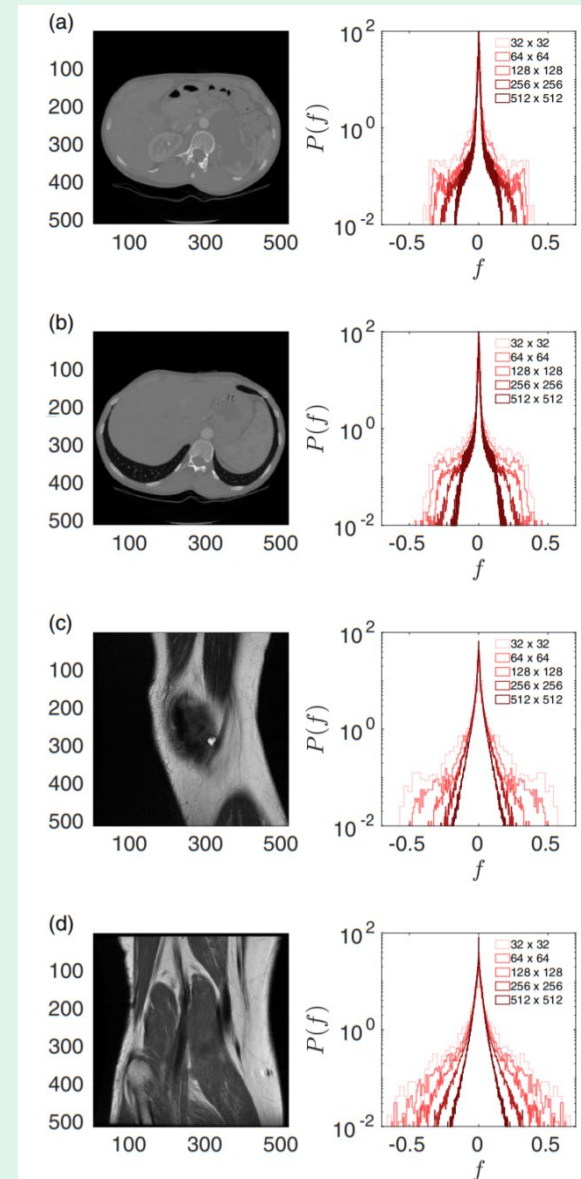 (a)
100
200
300
400
500
100 300 500
10^2
10^0
10^-2
P(f)
32 x 32
64 x 64
128 x 128
256 x 256
512 x 512
-0.5 0 0.5
f
(b)
100
200
300
400
500
100 300 500
10^2
10^0
10^-2
P(f)
32 x 32
64 x 64
128 x 128
256 x 256
512 x 512
-0.5 0 0.5
f
(c)
100
200
300
400
500
100 300 500
10^2
10^0
10^-2
P(f)
32 x 32
64 x 64
128 x 128
256 x 256
512 x 512
-0.5 0 0.5
f
(d)
100
200
300
400
500
100 300 500
10^2
10^0
10^-2
P(f)
32 x 32
64 x 64
128 x 128
256 x 256
512 x 512
-0.5 0 0.5
f